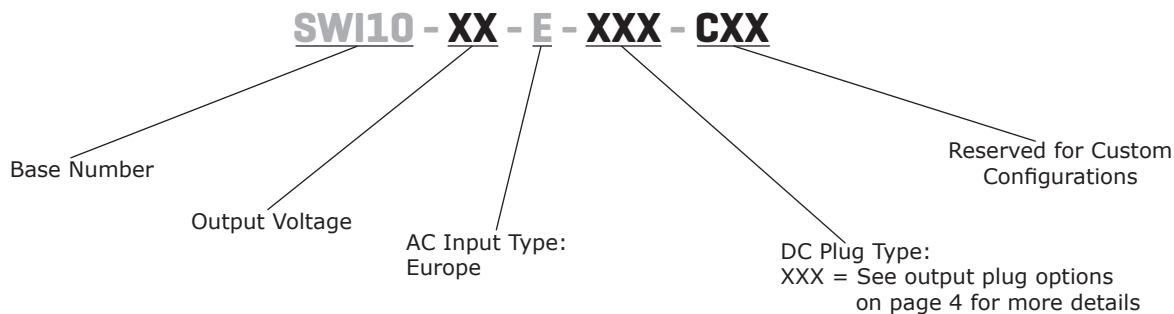 SWI10 - XX - E - XXX - CXX
Base Number
Output Voltage
AC Input Type:
Europe
DC Plug Type:
XXX = See output plug options
on page 4 for more details
Reserved for Custom
Configurations